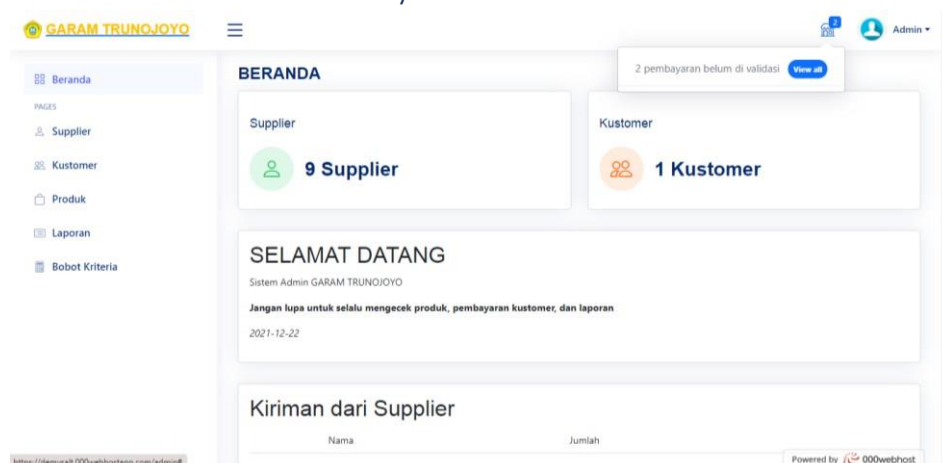 GARAM TRUNOJOYO
2
Admin
2 pembayaran belum di validasi View all
Beranda
PAGES
Supplier
Kustomer
Produk
Laporan
Bobot Kriteria
BERANDA
Supplier
9 Supplier
Kustomer
1 Kustomer
SELAMAT DATANG
Sistem Admin GARAM TRUNOJOYO
Jangan lupa untuk selalu mengecek produk, pembayaran kustomer, dan laporan
2021-12-22
Kiriman dari Supplier
Nama Jumlah
Powered by 000webhost